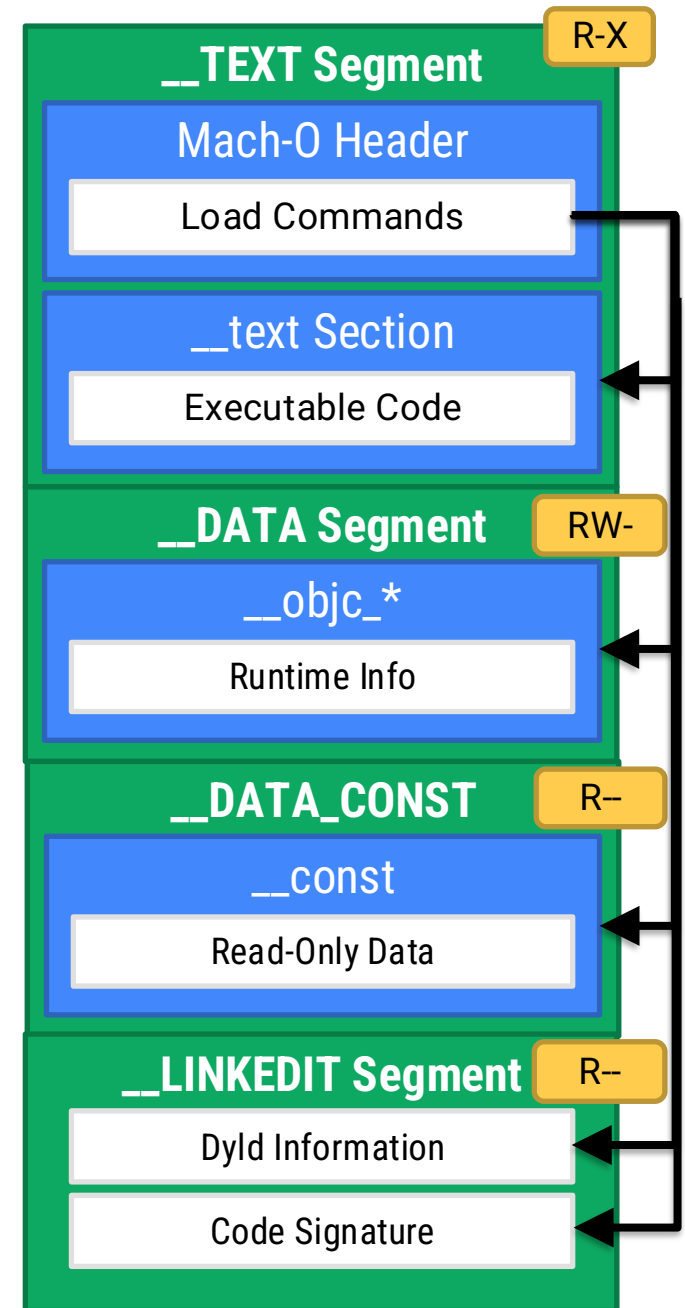 R-X
__TEXT Segment
Mach-O Header
Load Commands
__text Section
Executable Code
__DATA Segment
RW-
__objc_*
Runtime Info
__DATA_CONST
R--
__const
Read-Only Data
__LINKEDIT Segment
R--
Dyld Information
Code Signature